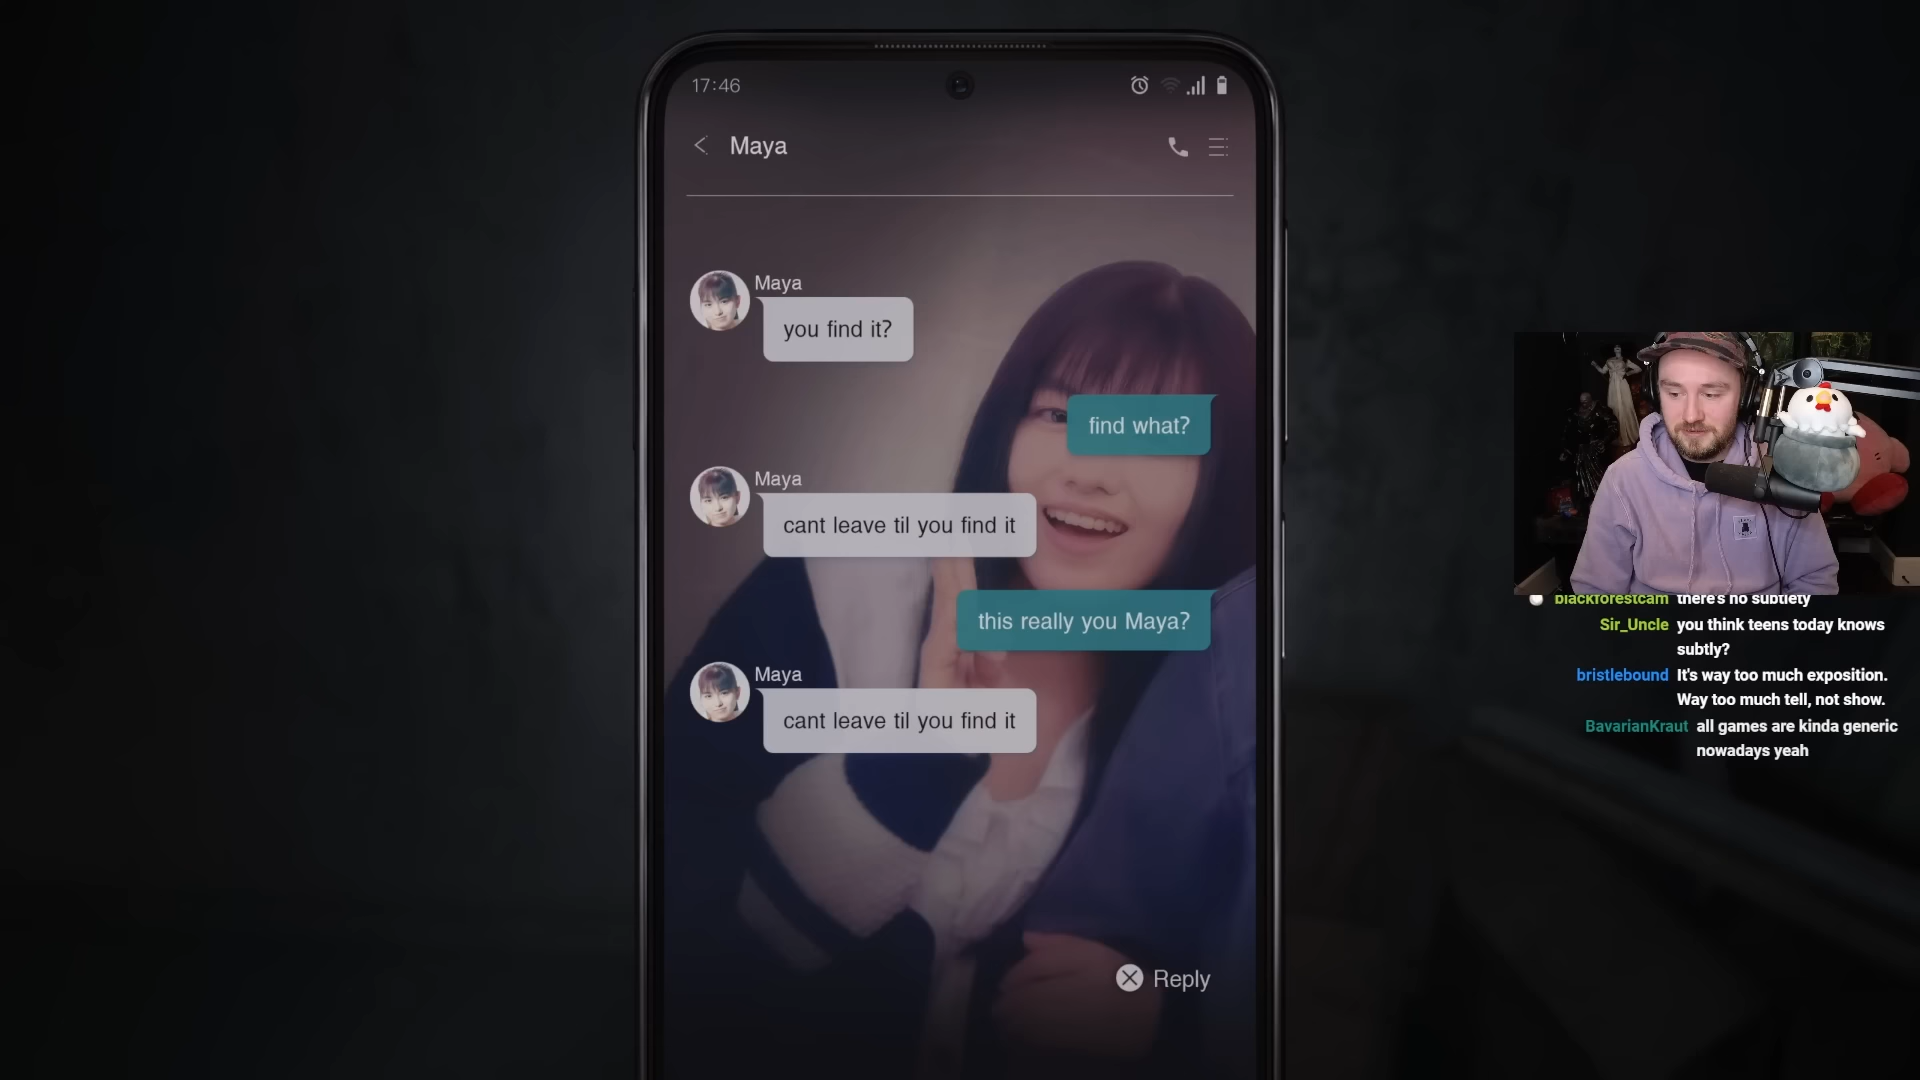 17:46
Maya
Maya
you find it?
find what?
Maya
cant leave til you find it
this really you Maya?
Maya
cant leave til you find it
Reply
blackforestcam there's no subtlety
Sir_Uncle you think teens today knows
subtly?
bristlebound It's way too much exposition.
Way too much tell, not show.
BavarianKraut all games are kinda generic
nowadays yeah